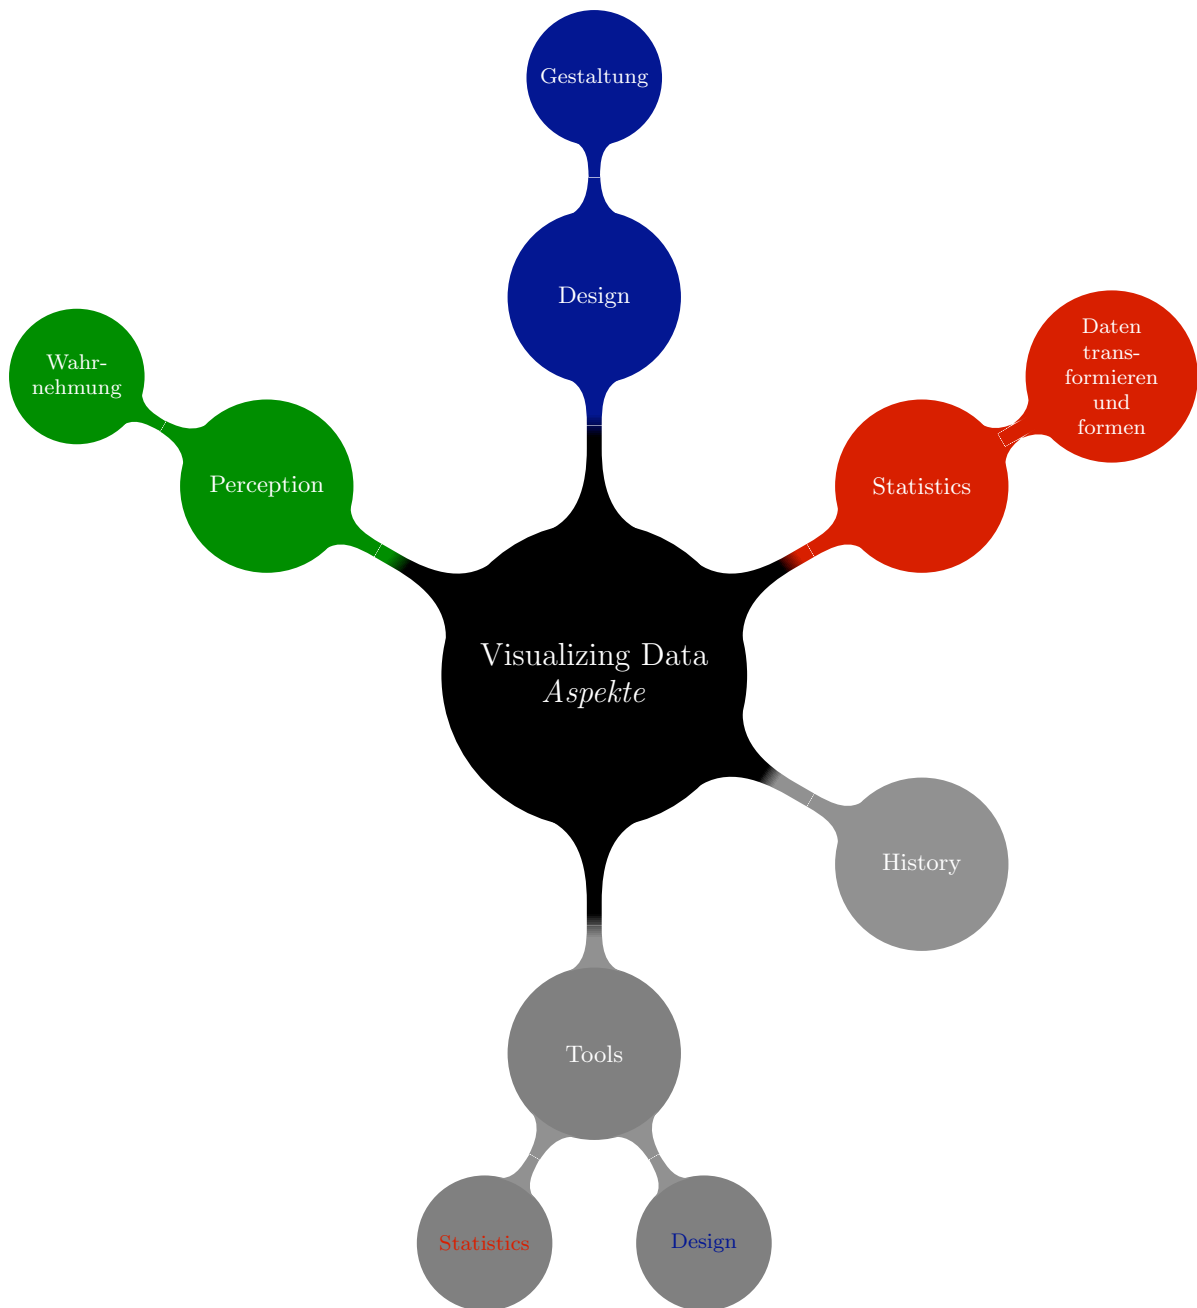 Gestaltung
Design
Wahr-
nehmung
Perception
Daten
trans-
formieren
und
formen
Statistics
Visualizing Data
Aspekte
History
Tools
Statistics
Design